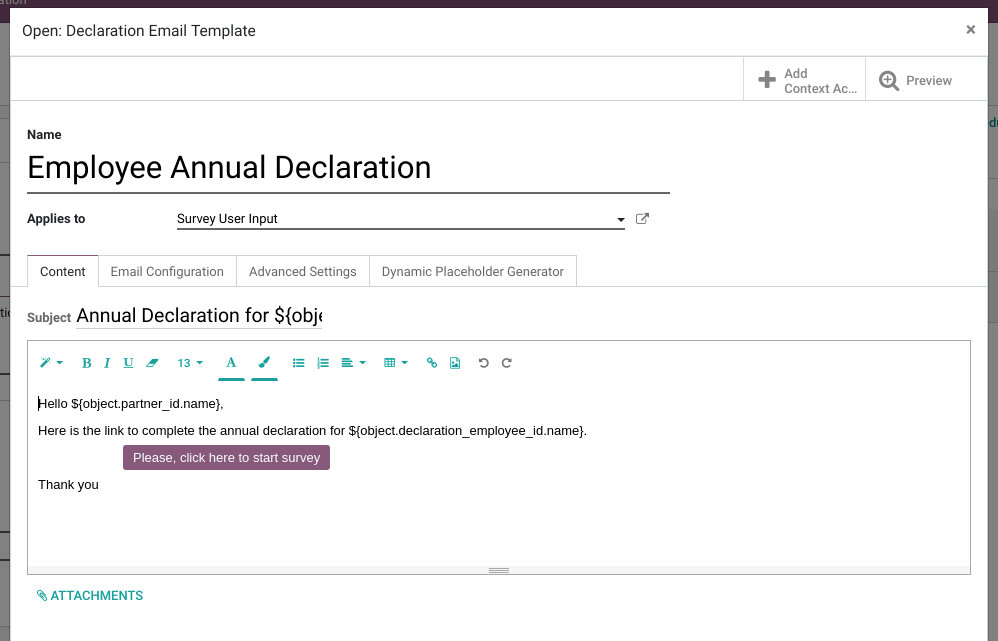 Open: Declaration Email Template
×
Add
Context Ac...
Preview
Name
Employee Annual Declaration
Applies to
Survey User Input
Content
Email Configuration
Advanced Settings
Dynamic Placeholder Generator
Subject Annual Declaration for ${obje
B I U 13 A
Hello ${object.partner_id.name},
Here is the link to complete the annual declaration for ${object.declaration_employee_id.name}.
Please, click here to start survey
Thank you
ATTACHMENTS